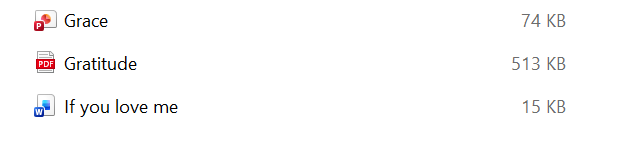 P Grace 74 KB
PDF Gratitude 513 KB
W If you love me 15 KB